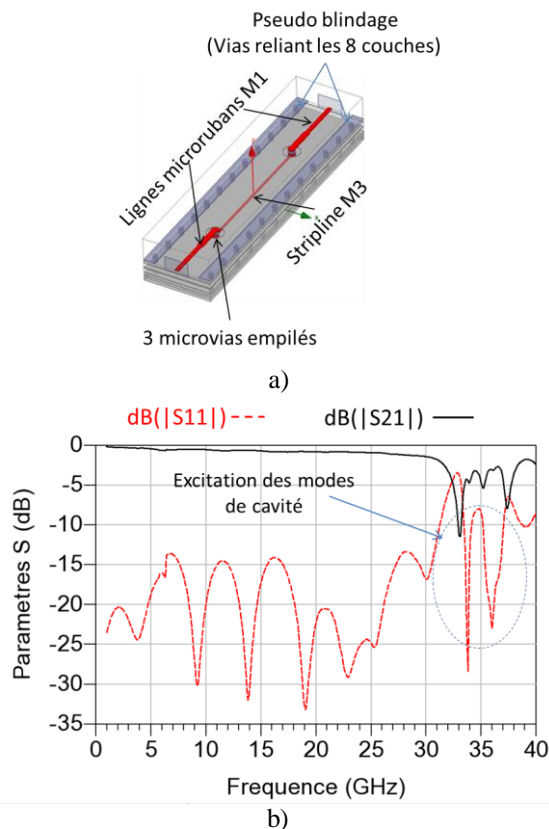 Pseudo blindage
(Vias reliant les 8 couches)
Lignes microrubans M1
Stripline M3
3 microvias empilés
a)
dB(|S11|) dB(|S21|)
Excitation des modes
de cavité
Parametres S (dB)
0
-5
-10
-15
-20
-25
-30
-35
0 5 10 15 20 25 30 35 40
Frequence (GHz)
b)